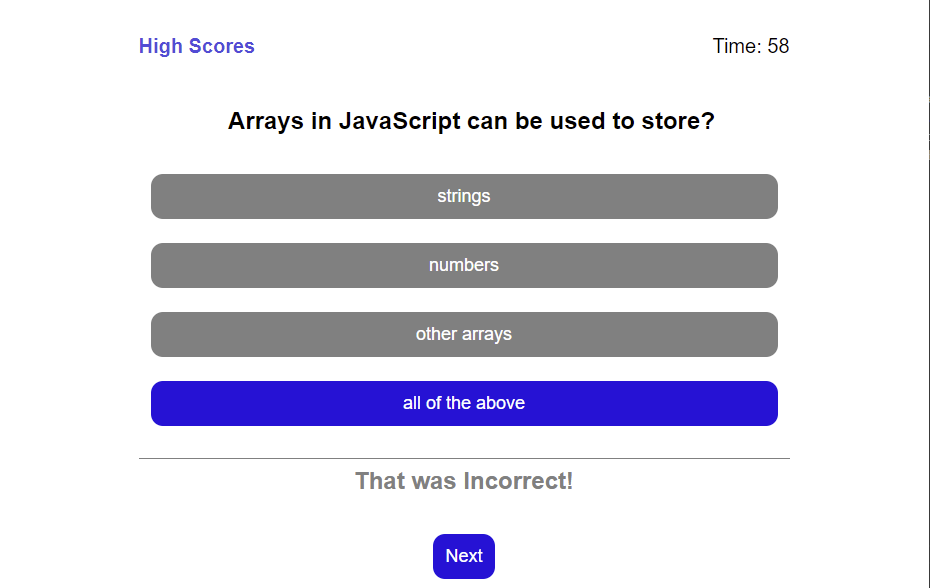 High Scores
Time: 58
Arrays in JavaScript can be used to store?
strings
numbers
other arrays
all of the above
That was Incorrect!
Next